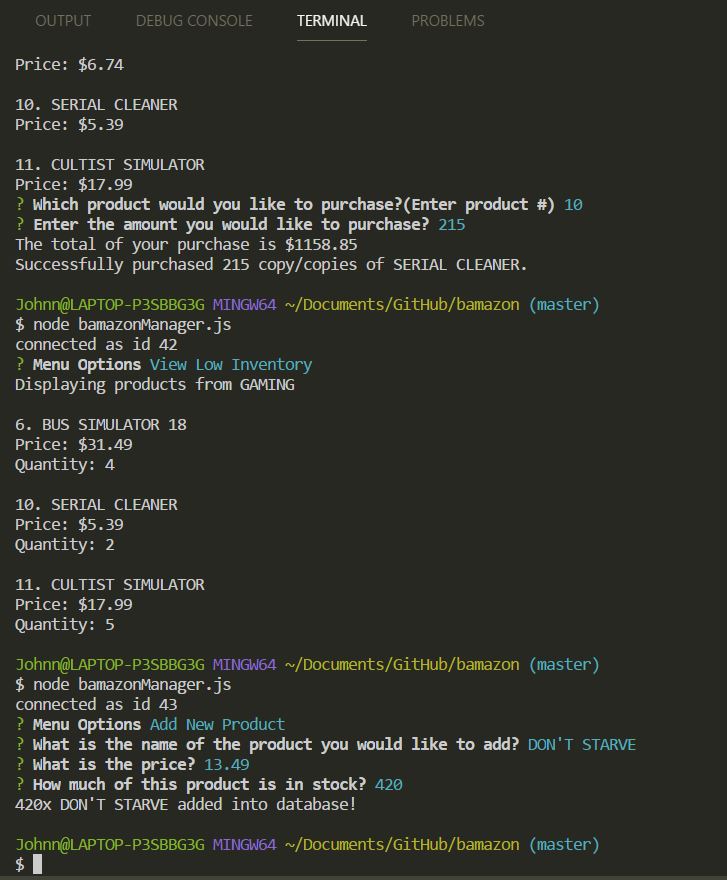 OUTPUT DEBUG CONSOLE TERMINAL PROBLEMS
Price: $6.74
10. SERIAL CLEANER
Price: $5.39
11. CULTIST SIMULATOR
Price: $17.99
? Which product would you like to purchase?(Enter product #) 10
? Enter the amount you would like to purchase? 215
The total of your purchase is $1158.85
Successfully purchased 215 copy/copies of SERIAL CLEANER.
Johnn@LAPTOP-P3SBBG3G MINGW64 ~/Documents/GitHub/bamazon (master)
$ node bamazonManager.js
connected as id 42
? Menu Options View Low Inventory
Displaying products from GAMING
6. BUS SIMULATOR 18
Price: $31.49
Quantity: 4
10. SERIAL CLEANER
Price: $5.39
Quantity: 2
11. CULTIST SIMULATOR
Price: $17.99
Quantity: 5
Johnn@LAPTOP-P3SBBG3G MINGW64 ~/Documents/GitHub/bamazon (master)
$ node bamazonManager.js
connected as id 43
? Menu Options Add New Product
? What is the name of the product you would like to add? DON'T STARVE
? What is the price? 13.49
? How much of this product is in stock? 420
420x DON'T STARVE added into database!
Johnn@LAPTOP-P3SBBG3G MINGW64 ~/Documents/GitHub/bamazon (master)
$